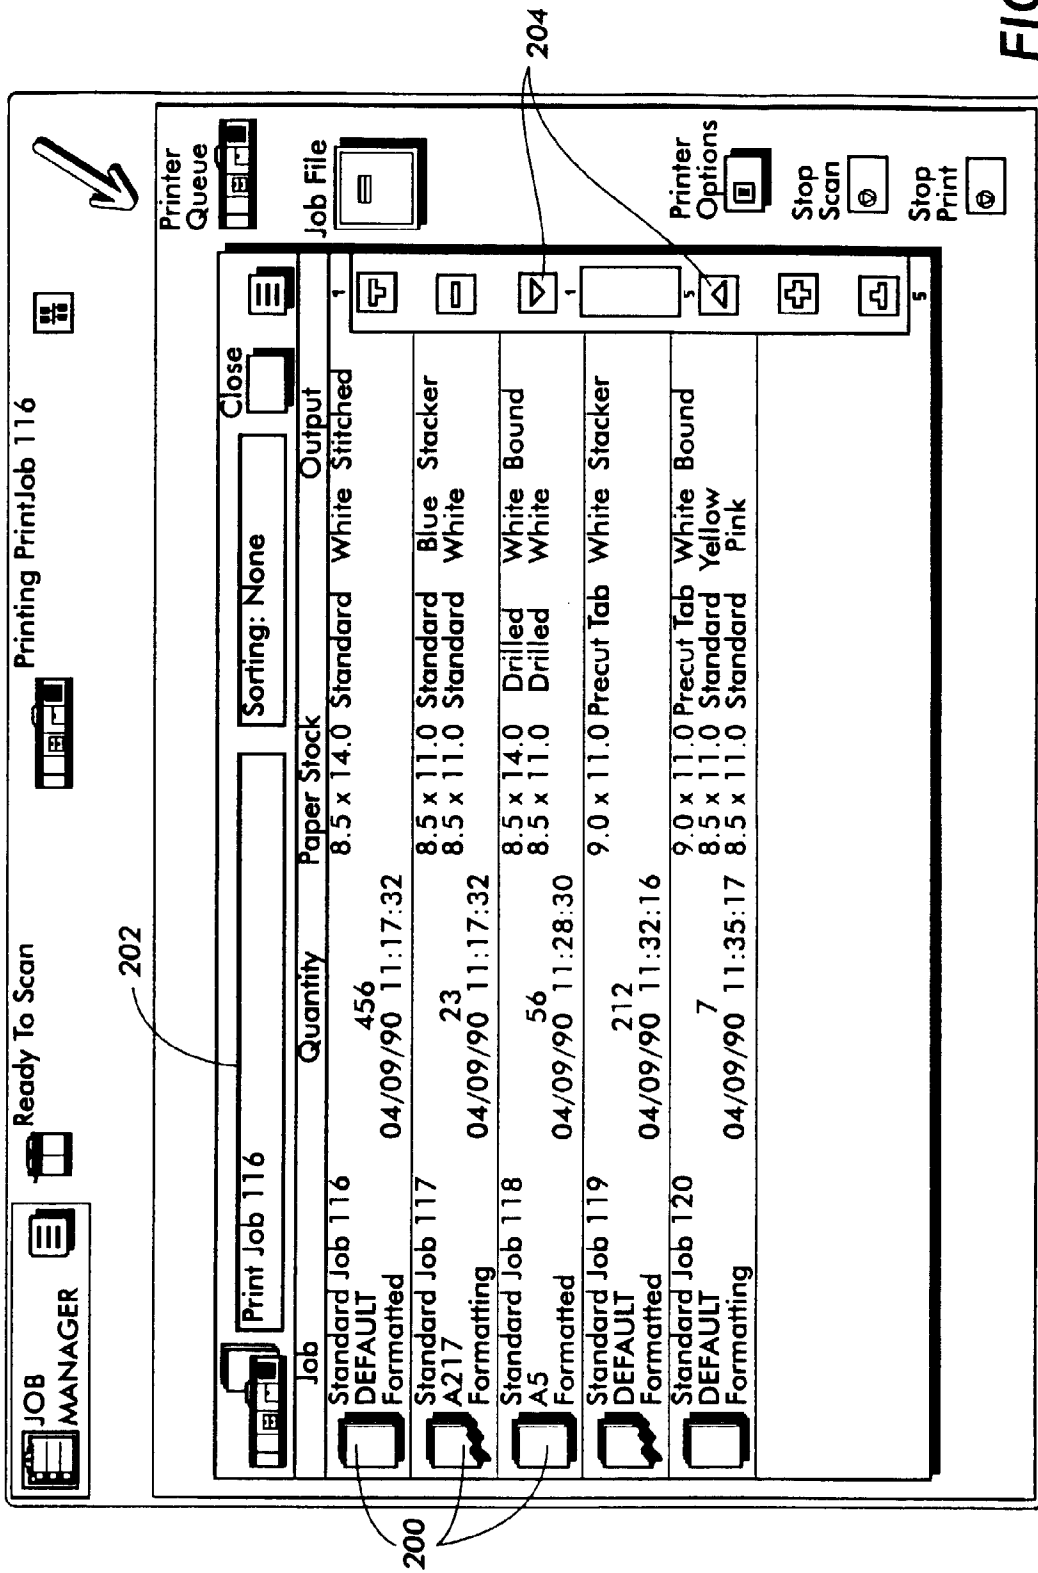 JOB
MANAGER
Ready To Scan
Printing PrintJob 116
202
Print Job 116
Sorting: None
Close
Printer
Queue
Job Quantity Paper Stock Output
Job File
Standard Job 116 456 8.5 x 14.0 Standard White Stitched
DEFAULT
Formatted 04/09/90 11:17:32
Standard Job 117 23 8.5 x 11.0 Standard Blue Stacker
A217 8.5 x 11.0 Standard White
Formatting 04/09/90 11:17:32
Standard Job 118 56 8.5 x 14.0 Drilled White Bound
A5 8.5 x 11.0 Drilled White
Formatted 04/09/90 11:28:30
Standard Job 119 212 9.0 x 11.0 Precut Tab White Stacker
DEFAULT
Formatted 04/09/90 11:32:16
Standard Job 120 7 9.0 x 11.0 Precut Tab White Bound
DEFAULT 8.5 x 11.0 Standard Yellow
Formatting 04/09/90 11:35:17 8.5 x 11.0 Standard Pink
1
1
5
5
Printer
Options
Stop
Scan
Stop
Print
200
204